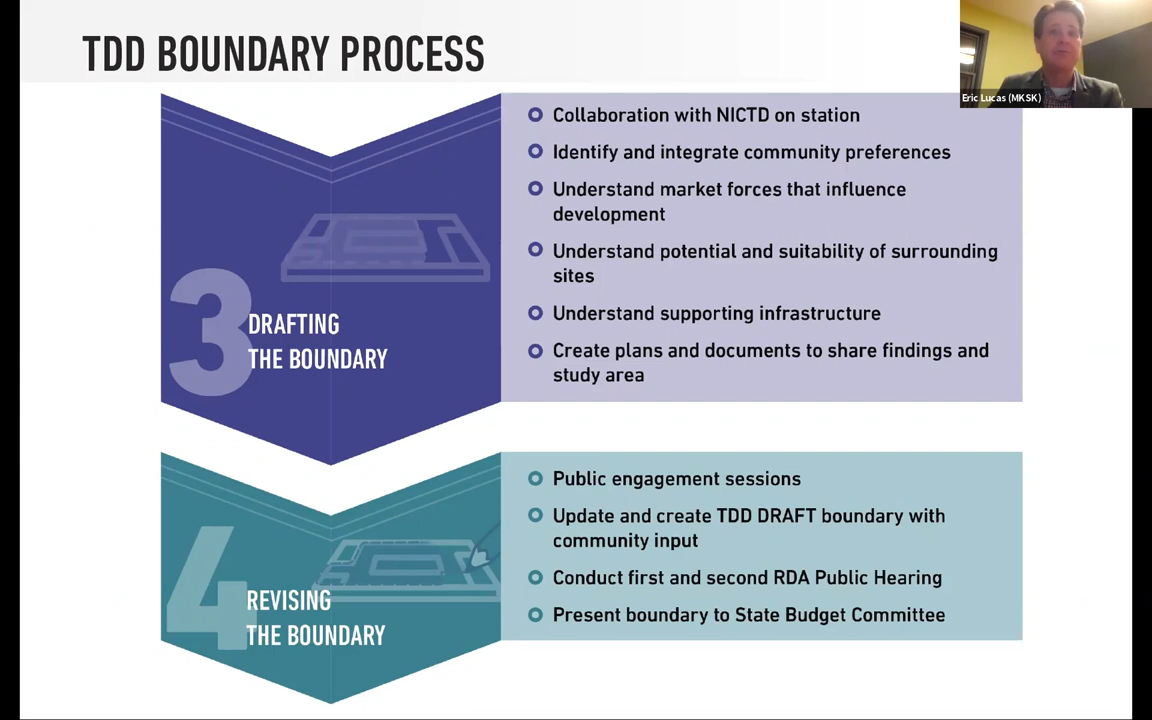 TDD BOUNDARY PROCESS
Eric Lucas (MKSK)
3
DRAFTING
THE BOUNDARY
Collaboration with NICTD on station
Identify and integrate community preferences
Understand market forces that influence
development
Understand potential and suitability of surrounding
sites
Understand supporting infrastructure
Create plans and documents to share findings and
study area
4
REVISING
THE BOUNDARY
Public engagement sessions
Update and create TDD DRAFT boundary with
community input
Conduct first and second RDA Public Hearing
Present boundary to State Budget Committee